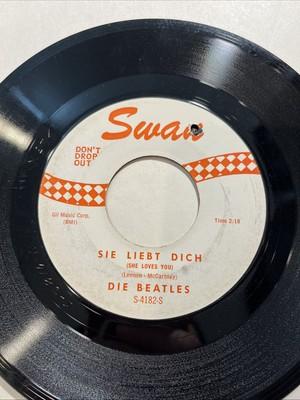 Swan
DON'T
DROP
OUT
Gil Music Corp.
(BMI)
Time 2:18
SIE LIEBT DICH
(SHE LOVES YOU)
(Lennon - McCartney)
DIE BEATLES
S-4182-S